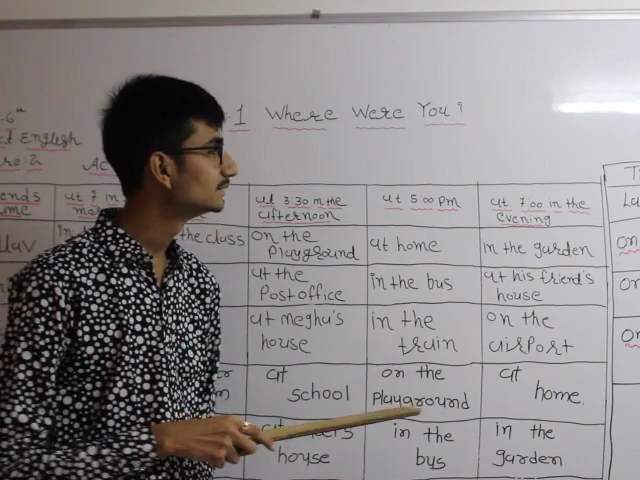 1 Where Were You?
English
at 3.30 in the
afternoon
at 5.00 pm
at 7.00 in the
evening
the class
on the
playground
at home
in the garden
at the
Post office
in the bus
at his friend's
house
at meghu's
house
in the
train
on the
airport
at
school
on the
playground
at
home.
house
in the
bus
in the
garden